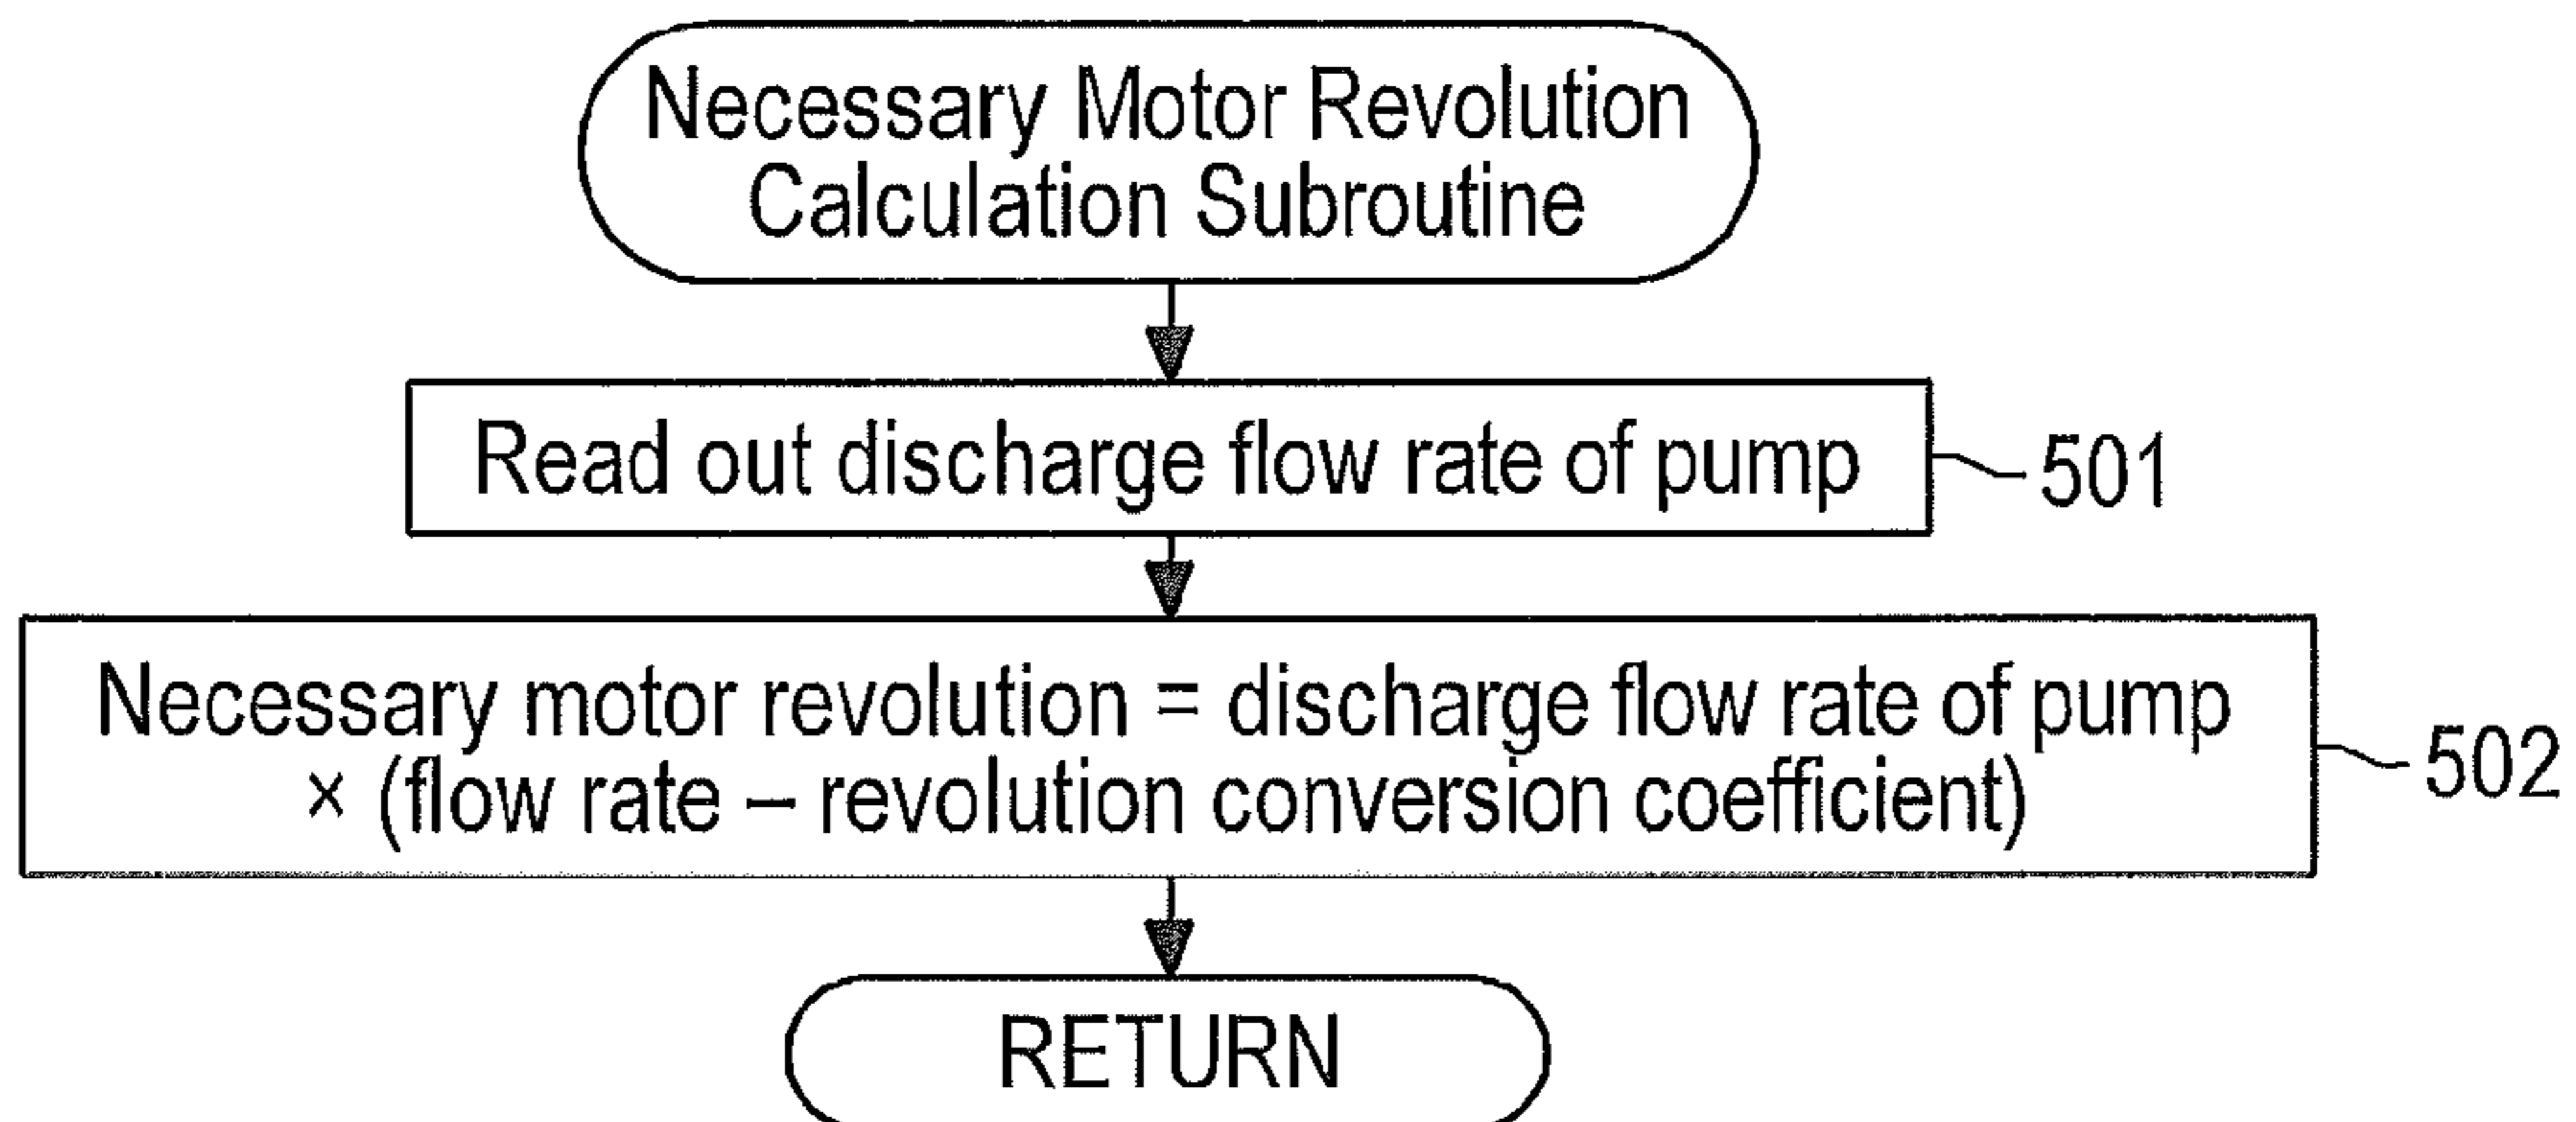 Necessary Motor Revolution
Calculation Subroutine
Read out discharge flow rate of pump
501
Necessary motor revolution = discharge flow rate of pump
× (flow rate – revolution conversion coefficient)
502
RETURN